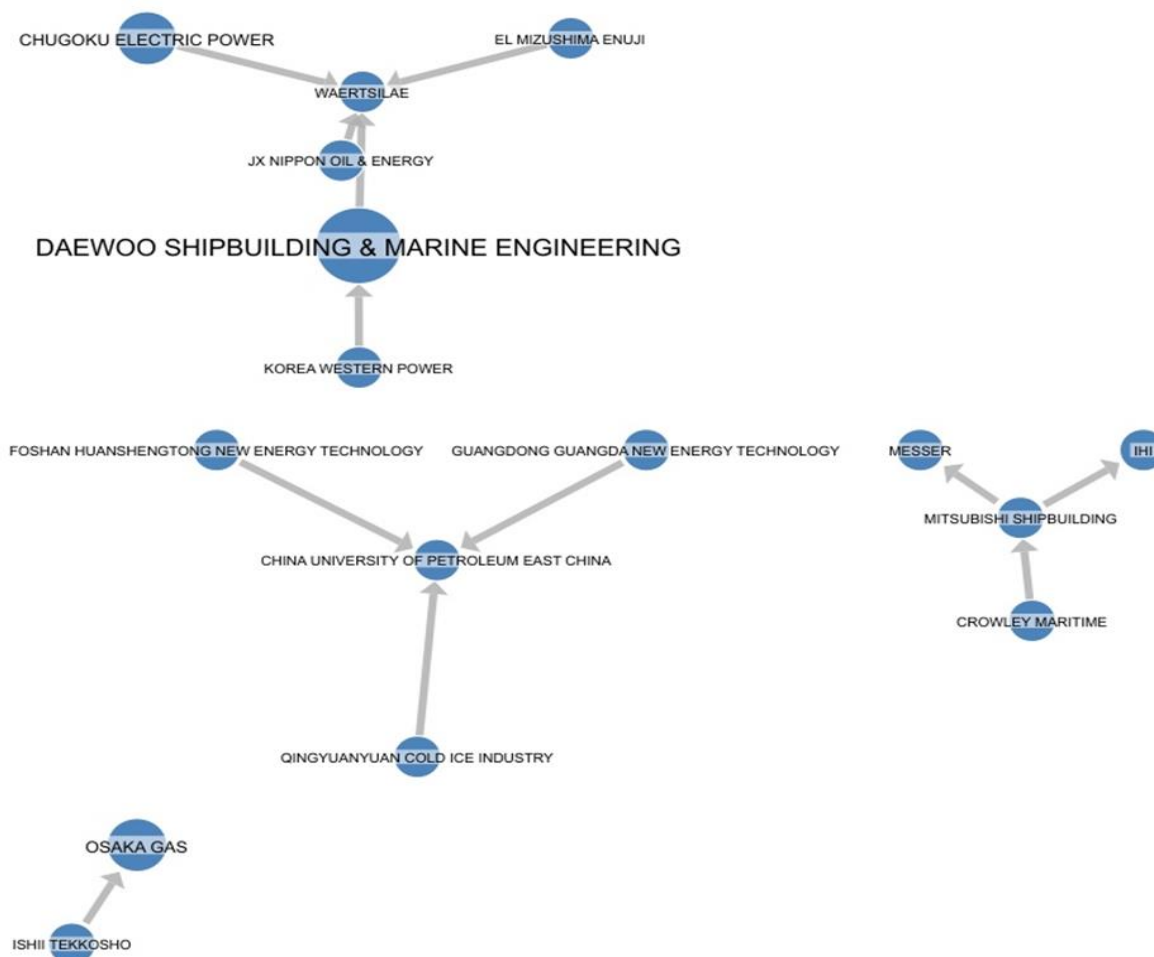 CHUGOKU ELECTRIC POWER
EL MIZUSHIMA ENUJI
WAERTSILAE
JX NIPPON OIL & ENERGY
DAEWOO SHIPBUILDING & MARINE ENGINEERING
KOREA WESTERN POWER
FOSHAN HUANSHENGTONG NEW ENERGY TECHNOLOGY
GUANGDONG GUANGDA NEW ENERGY TECHNOLOGY
MESSER
IHI
MITSUBISHI SHIPBUILDING
CHINA UNIVERSITY OF PETROLEUM EAST CHINA
CROWLEY MARITIME
QINGYUANYUAN COLD ICE INDUSTRY
OSAKA GAS
ISHII TEKKOSHO